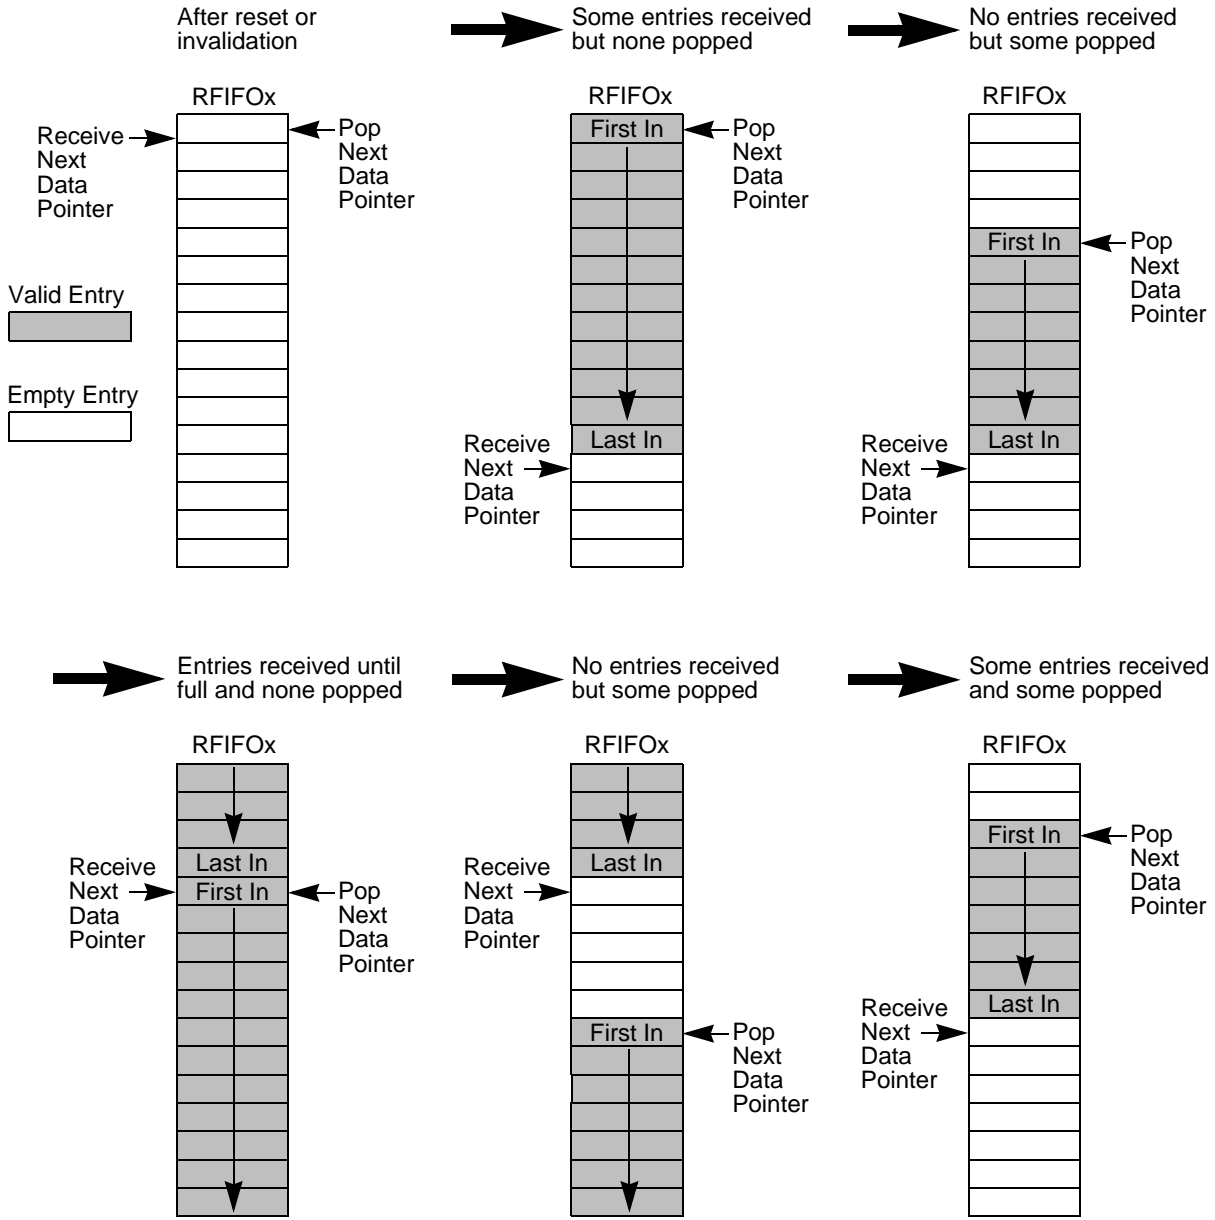 After reset or
invalidation
RFIFOx
Receive
Next
Data
Pointer
Pop
Next
Data
Pointer
Valid Entry
Empty Entry
Some entries received
but none popped
RFIFOx
First In
Pop
Next
Data
Pointer
Last In
Receive
Next
Data
Pointer
No entries received
but some popped
RFIFOx
First In
Pop
Next
Data
Pointer
Last In
Receive
Next
Data
Pointer
Entries received until
full and none popped
RFIFOx
Last In
First In
Receive
Next
Data
Pointer
Pop
Next
Data
Pointer
No entries received
but some popped
RFIFOx
Last In
Receive
Next
Data
Pointer
First In
Pop
Next
Data
Pointer
Some entries received
and some popped
RFIFOx
First In
Pop
Next
Data
Pointer
Last In
Receive
Next
Data
Pointer